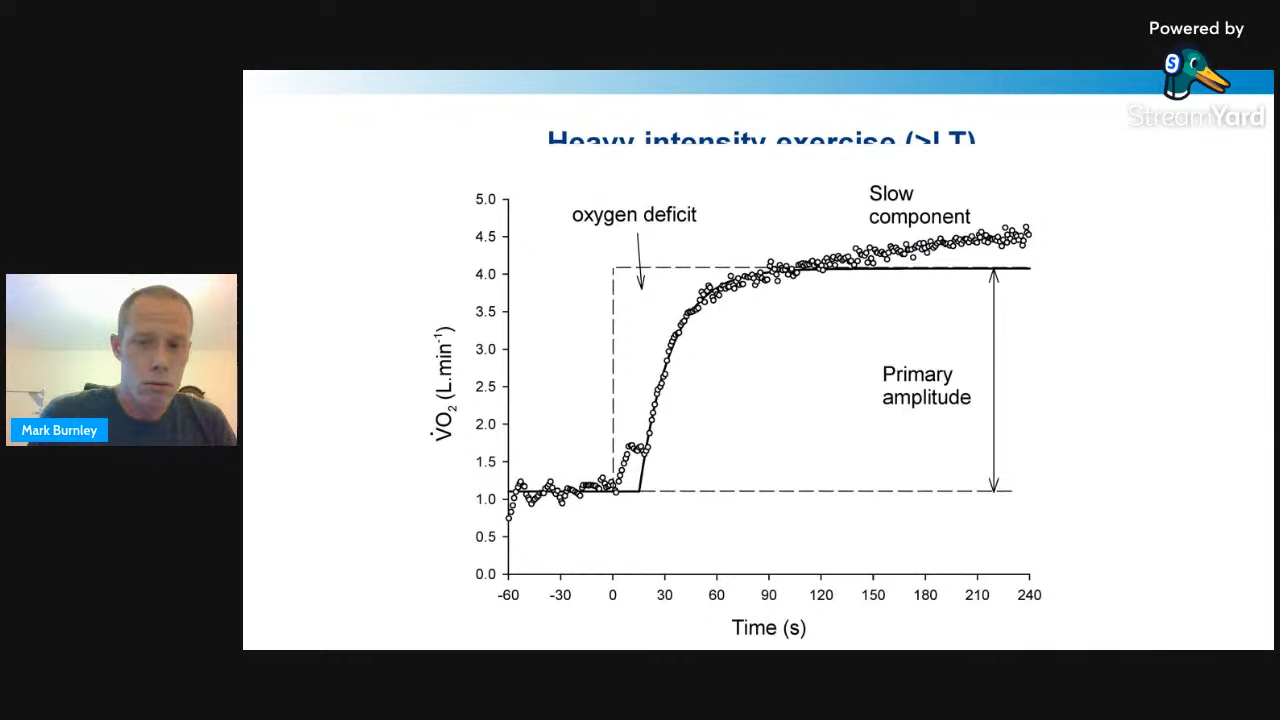 Powered by
S
StreamYard
Heavy intensity exercise (>LT)
5.0
4.5
4.0
3.5
3.0
2.5
2.0
1.5
1.0
0.5
0.0
oxygen deficit
Slow
component
Primary
amplitude
V̇O₂ (L.min⁻¹)
-60 -30 0 30 60 90 120 150 180 210 240
Time (s)
Mark Burnley